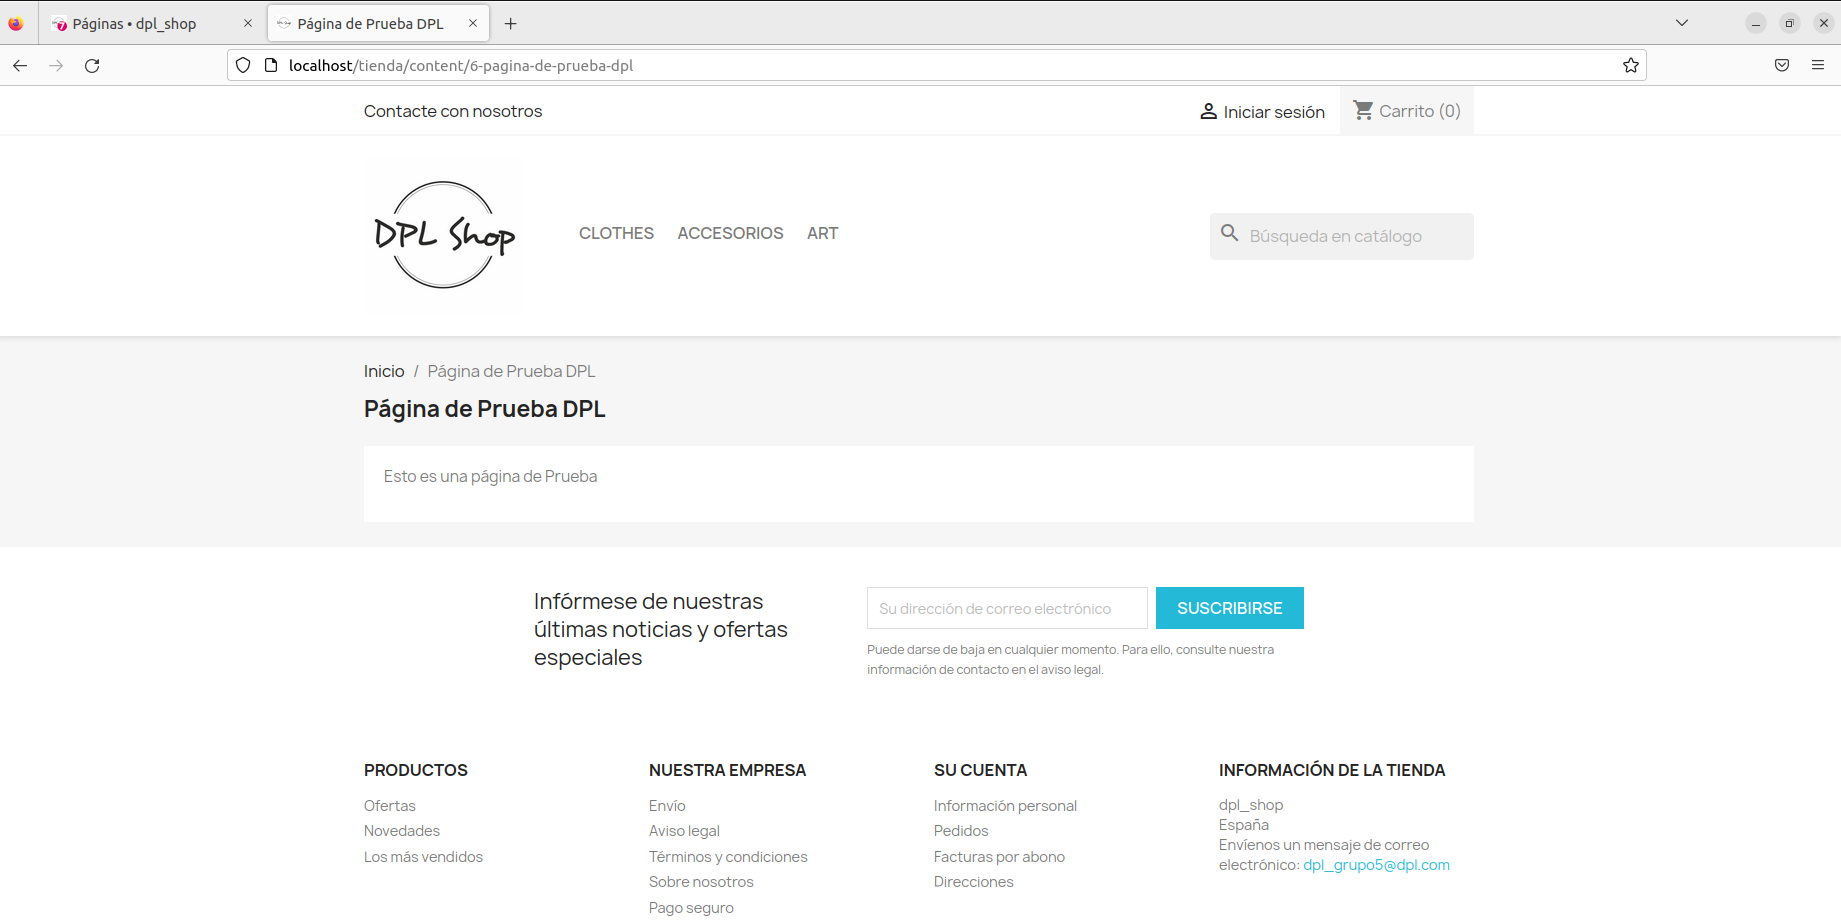 Páginas • dpl_shop
Página de Prueba DPL
localhost/tienda/content/6-pagina-de-prueba-dpl
Contacte con nosotros
Iniciar sesión
Carrito (0)
DPL Shop
CLOTHES
ACCESORIOS
ART
Búsqueda en catálogo
Inicio / Página de Prueba DPL
Página de Prueba DPL
Esto es una página de Prueba
Infórmese de nuestras
últimas noticias y ofertas
especiales
Su dirección de correo electrónico
SUSCRIBIRSE
Puede darse de baja en cualquier momento. Para ello, consulte nuestra
información de contacto en el aviso legal.
PRODUCTOS
Ofertas
Novedades
Los más vendidos
NUESTRA EMPRESA
Envío
Aviso legal
Términos y condiciones
Sobre nosotros
Pago seguro
SU CUENTA
Información personal
Pedidos
Facturas por abono
Direcciones
INFORMACIÓN DE LA TIENDA
dpl_shop
España
Envíenos un mensaje de correo
electrónico: dpl_grupo5@dpl.com